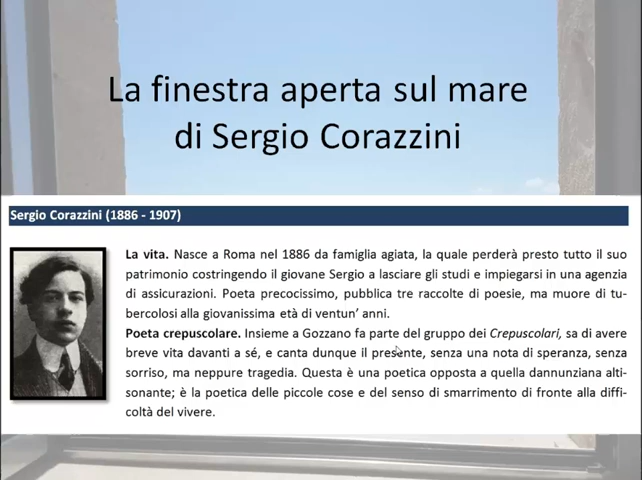 La finestra aperta sul mare
di Sergio Corazzini
Sergio Corazzini (1886 - 1907)
La vita. Nasce a Roma nel 1886 da famiglia agiata, la quale perderà presto tutto il suo
patrimonio costringendo il giovane Sergio a lasciare gli studi e impiegarsi in una agenzia
di assicurazioni. Poeta precocissimo, pubblica tre raccolte di poesie, ma muore di tu-
bercolosi alla giovanissima età di ventun’ anni.
Poeta crepuscolare. Insieme a Gozzano fa parte del gruppo dei Crepuscolari, sa di avere
breve vita davanti a sé, e canta dunque il presente, senza una nota di speranza, senza
sorriso, ma neppure tragedia. Questa è una poetica opposta a quella dannunziana alti-
sonante; è la poetica delle piccole cose e del senso di smarrimento di fronte alla diffi-
coltà del vivere.